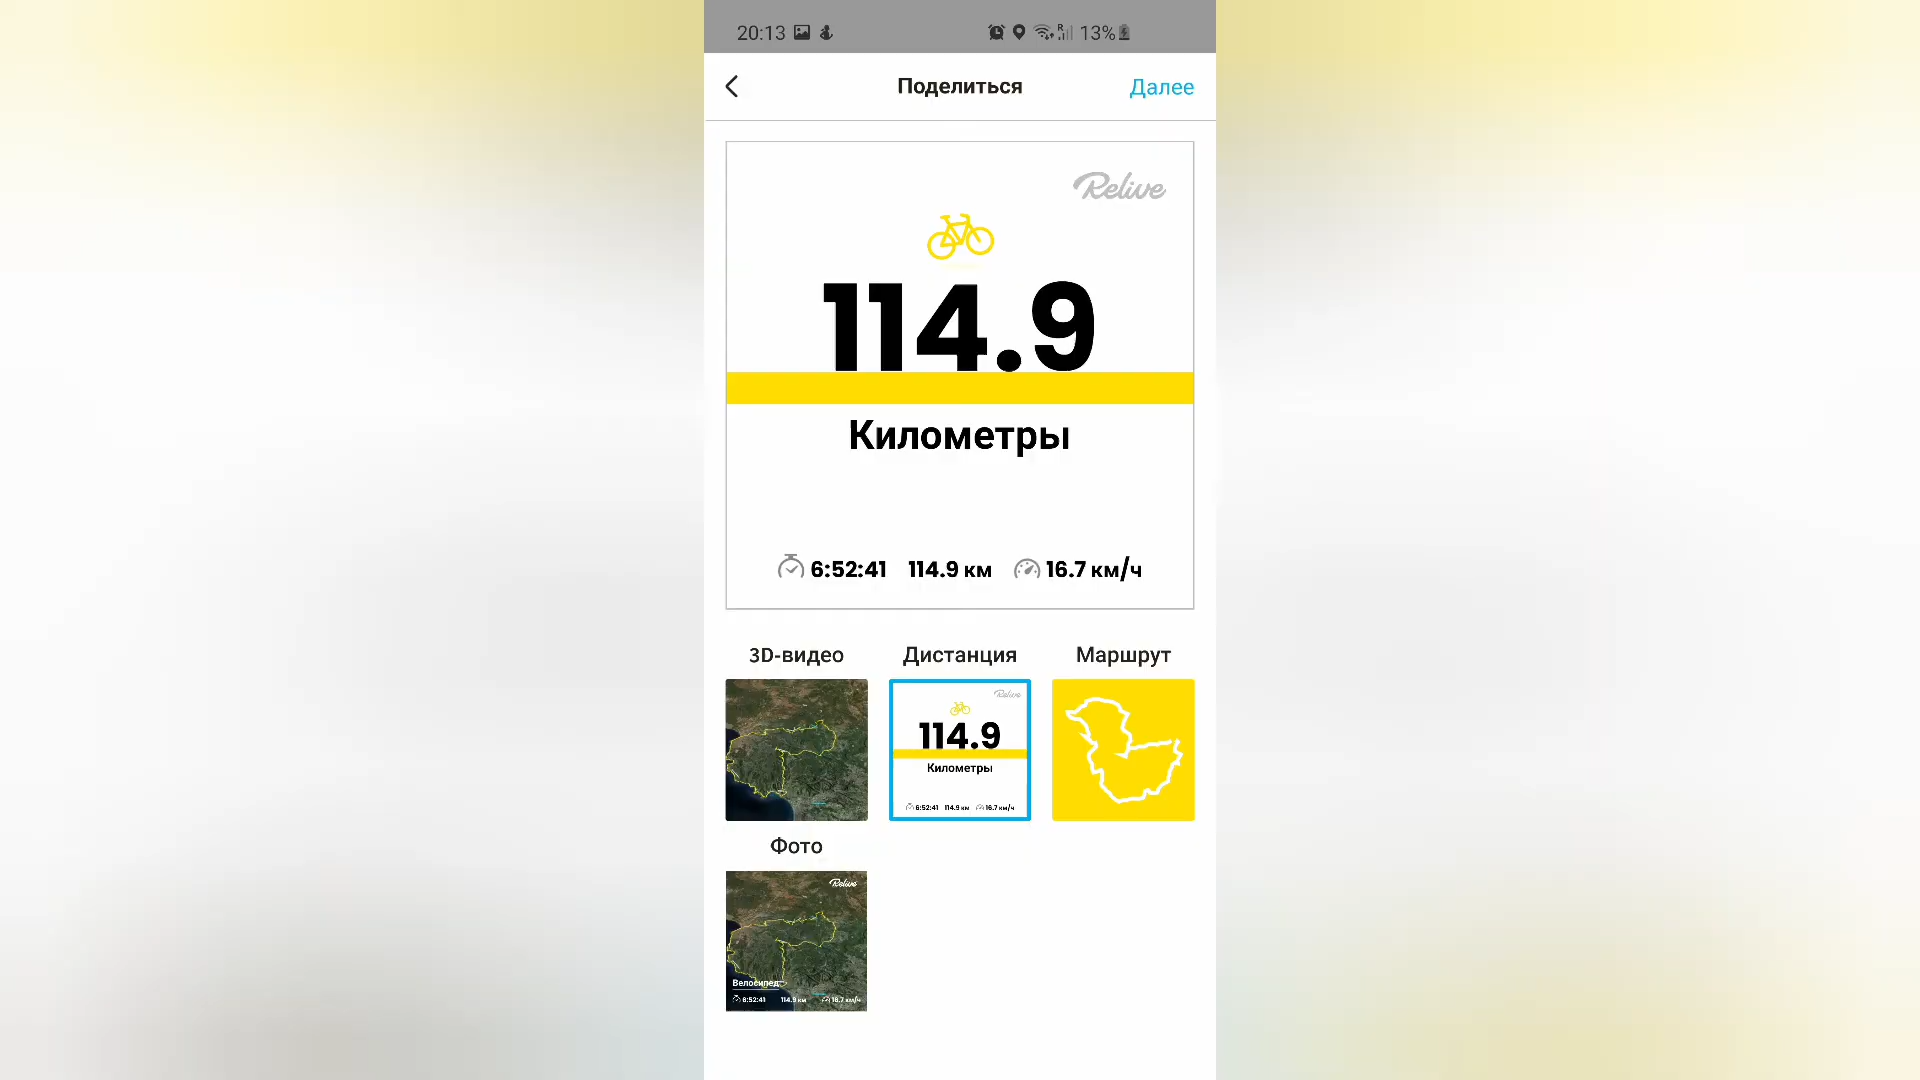 20:13 R 13%
Поделиться Далее
Relive
114.9
Километры
6:52:41 114.9 км 16.7 км/ч
3D-видео Дистанция Маршрут
Relive
114.9
Километры
6:52:41 114.9 км 16.7 км/ч
Фото
Relive
Велосипед
6:52:41 114.9 км 16.7 км/ч